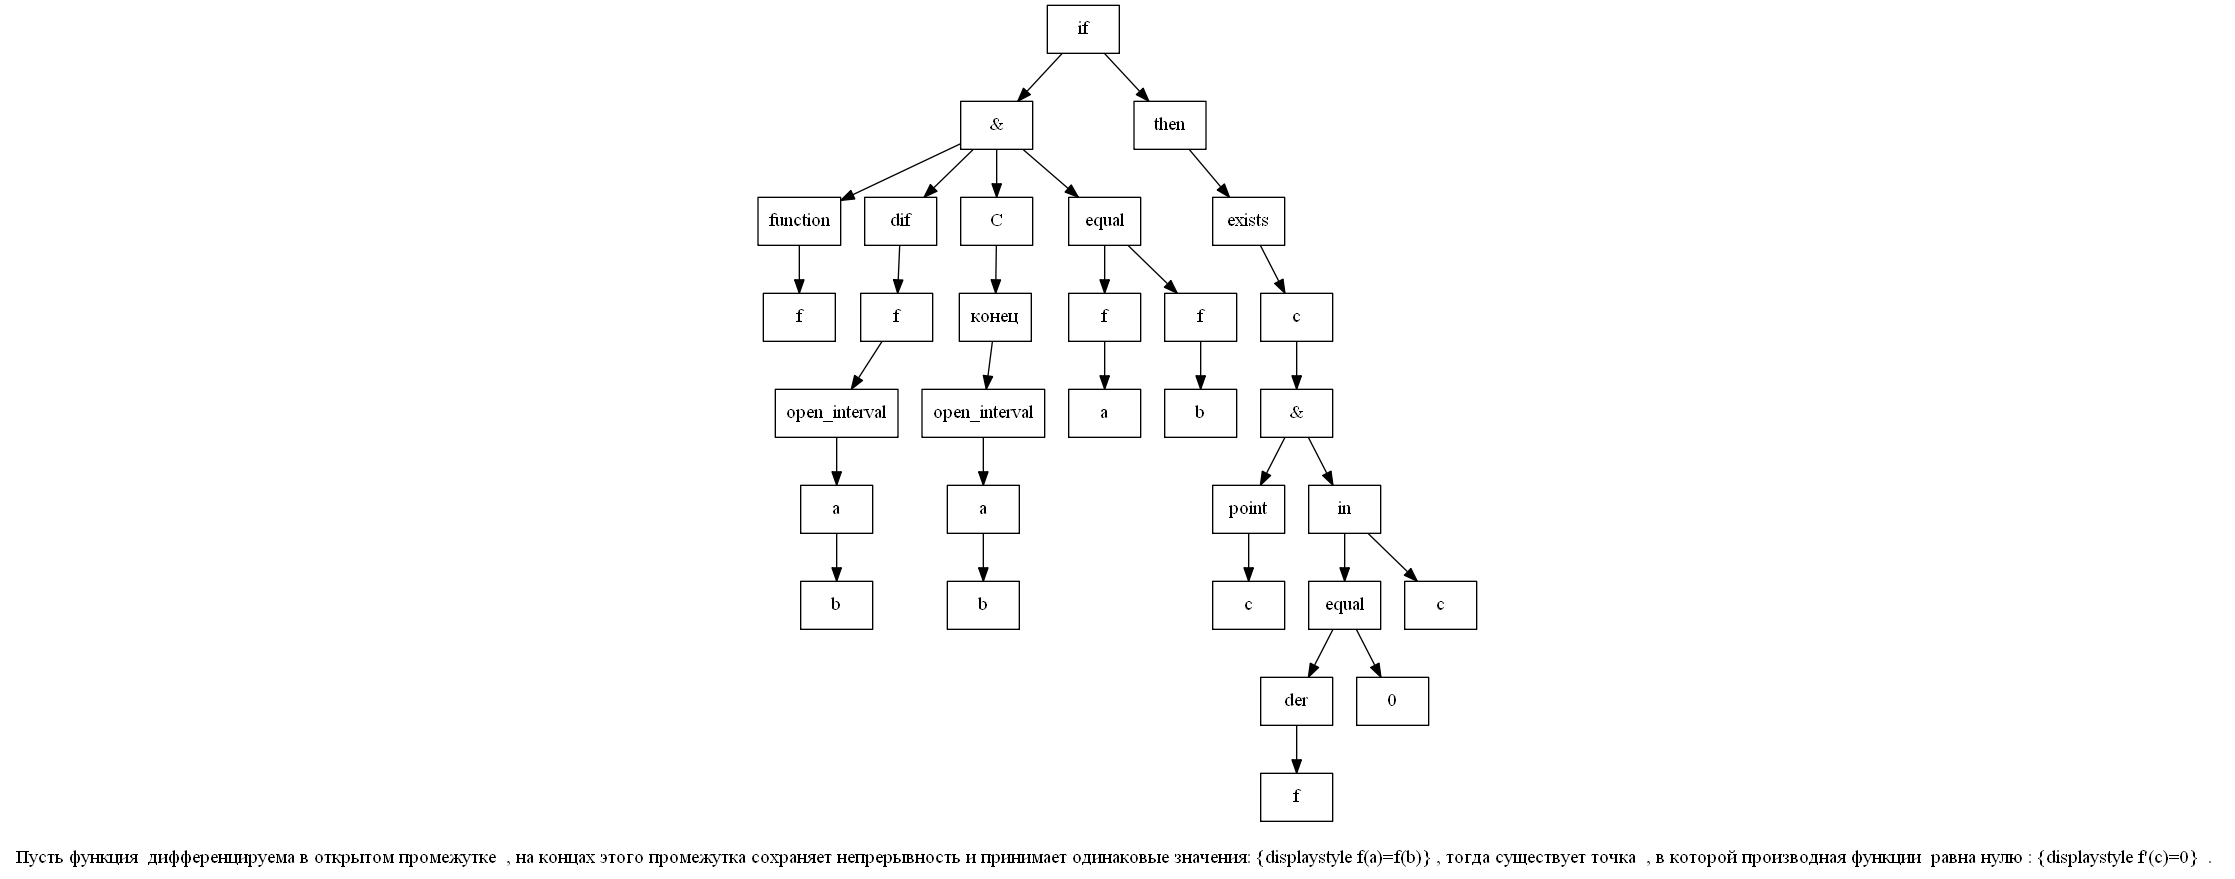 if
& then
function dif C equal exists
f f конец f f c
open_interval open_interval a b &
a a point in
b b c equal c
der 0
f
Пусть функция дифференцируема в открытом промежутке , на концах этого промежутка сохраняет непрерывность и принимает одинаковые значения: {displaystyle f(a)=f(b)} , тогда существует точка , в которой производная функции равна нулю : {displaystyle f'(c)=0} .